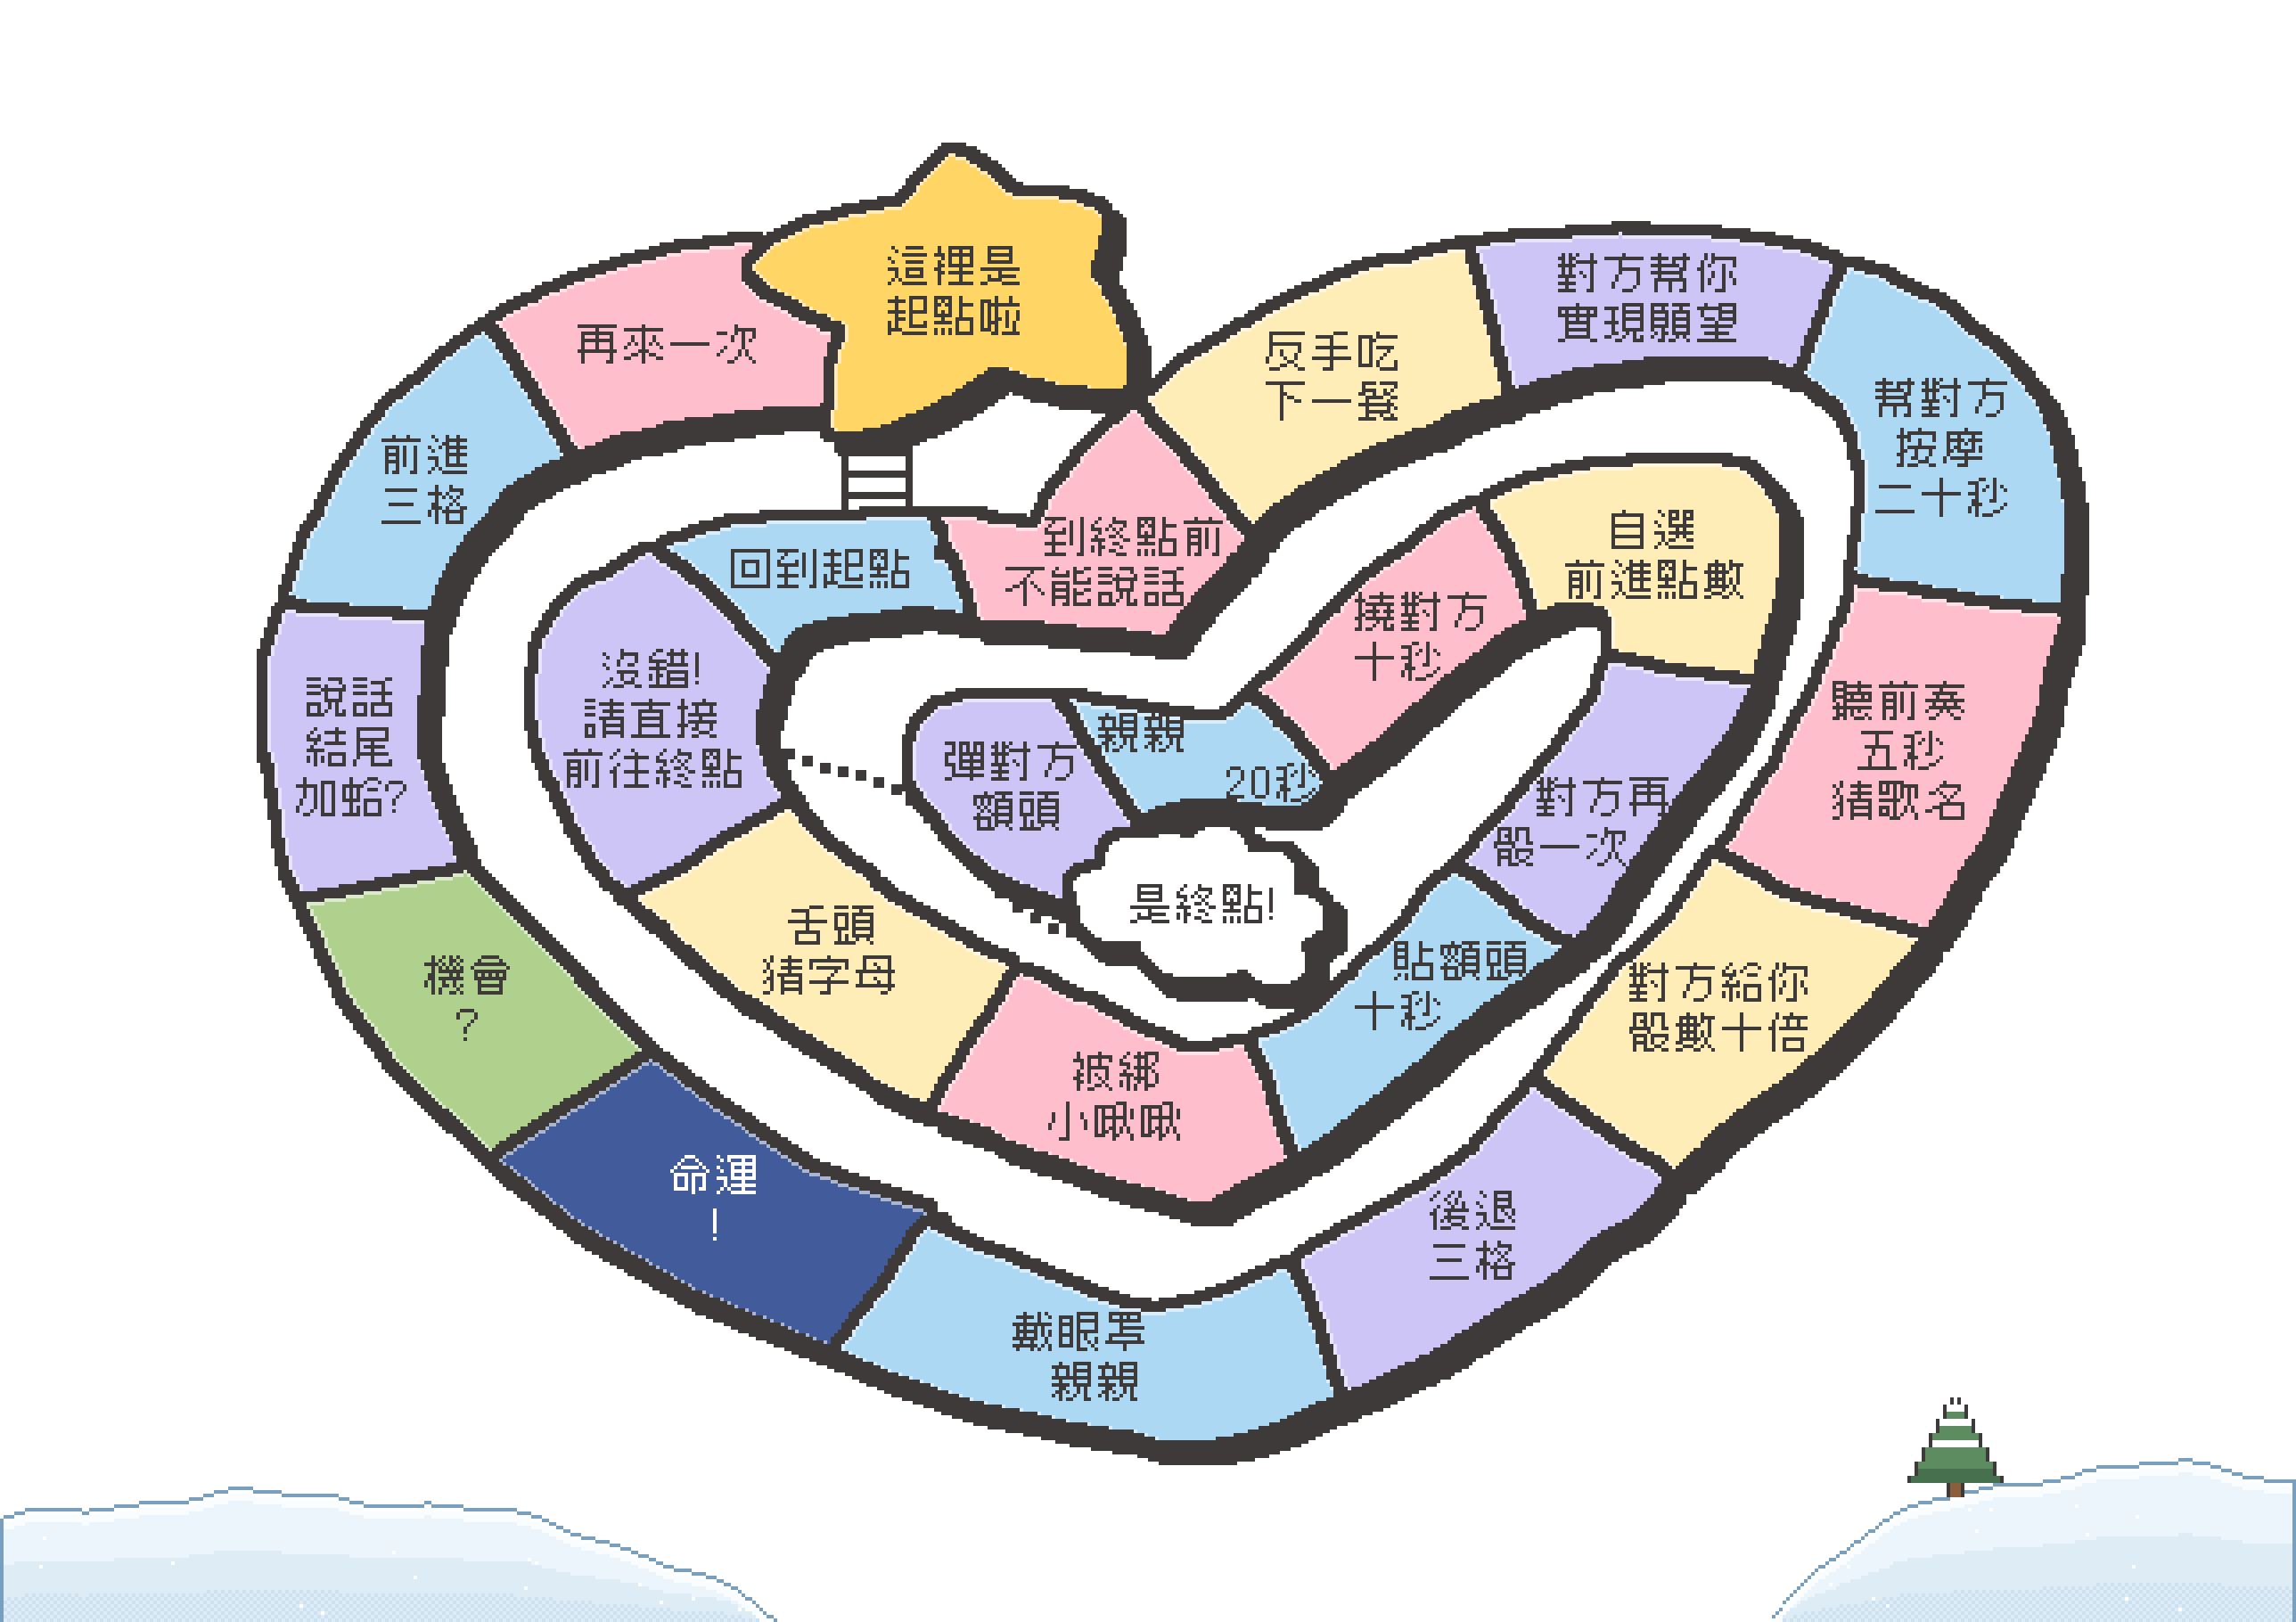 這裡是
起點啦
再來一次
前進
三格
說話
結尾
加蛤?
機會
?
命運
!
戴眼罩
親親
後退
三格
對方給你
骰數十倍
聽前奏
五秒
猜歌名
幫對方
按摩
二十秒
對方幫你
實現願望
反手吃
下一餐
到終點前
不能說話
回到起點
沒錯!
請直接
前往終點
舌頭
猜字母
被綁
小啾啾
貼額頭
十秒
對方再
骰一次
自選
前進點數
撓對方
十秒
親親
20秒
彈對方
額頭
是終點!